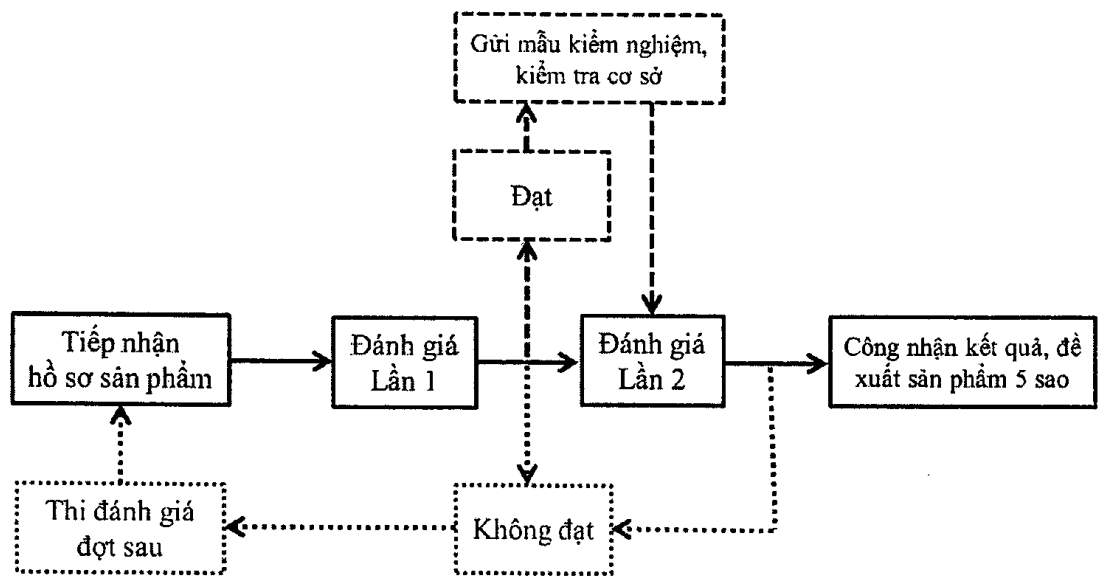 Gửi mẫu kiểm nghiệm,
kiểm tra cơ sở
Đạt
Tiếp nhận
hồ sơ sản phẩm
Đánh giá
Lần 1
Đánh giá
Lần 2
Công nhận kết quả, đề
xuất sản phẩm 5 sao
Thi đánh giá
đợt sau
Không đạt